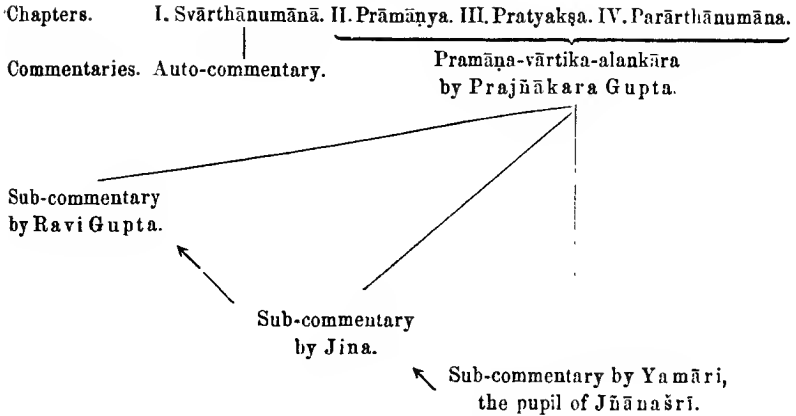 Chapters. I. Svārthānumānā. II. Prāmāṇya. III. Pratyakṣa. IV. Parārthānumāna.
Commentaries. Auto-commentary.
Pramāṇa-vārtika-alankāra
by Prajñākara Gupta.
Sub-commentary
by Ravi Gupta.
Sub-commentary
by Jina.
Sub-commentary by Yamāri,
the pupil of Jñānašrī.